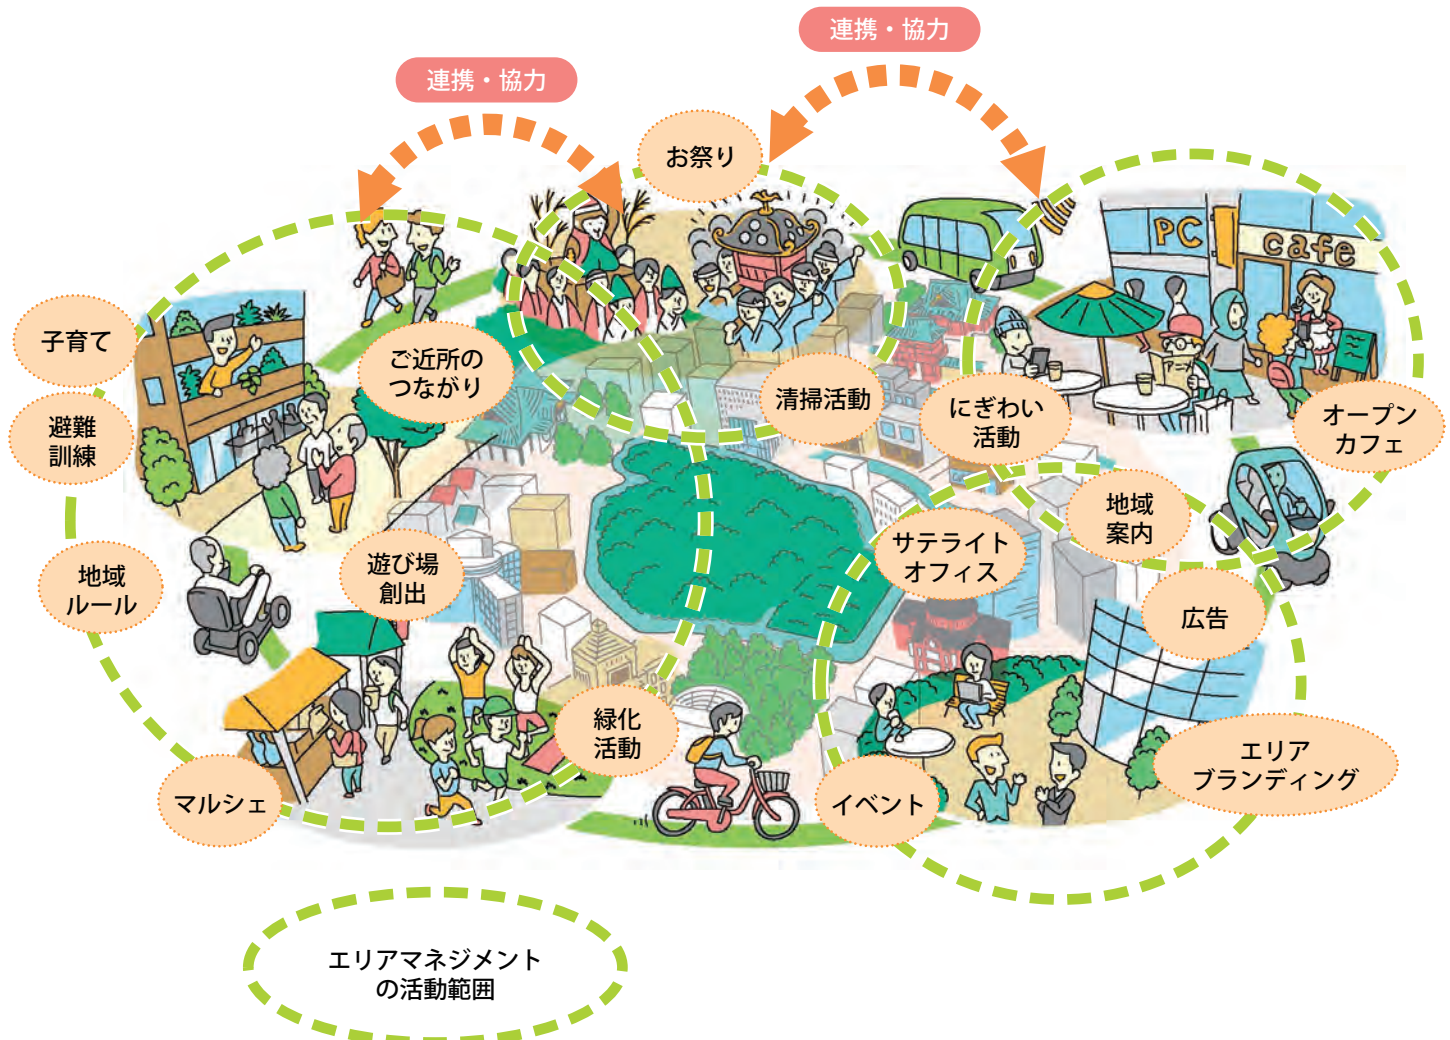 連携・協力
連携・協力
お祭り
PC
cafe
子育て
ご近所の
つながり
避難
訓練
清掃活動
にぎわい
活動
オープン
カフェ
地域
案内
サテライト
オフィス
遊び場
創出
地域
ルール
広告
緑化
活動
エリア
ブランディング
マルシェ
イベント
エリアマネジメント
の活動範囲